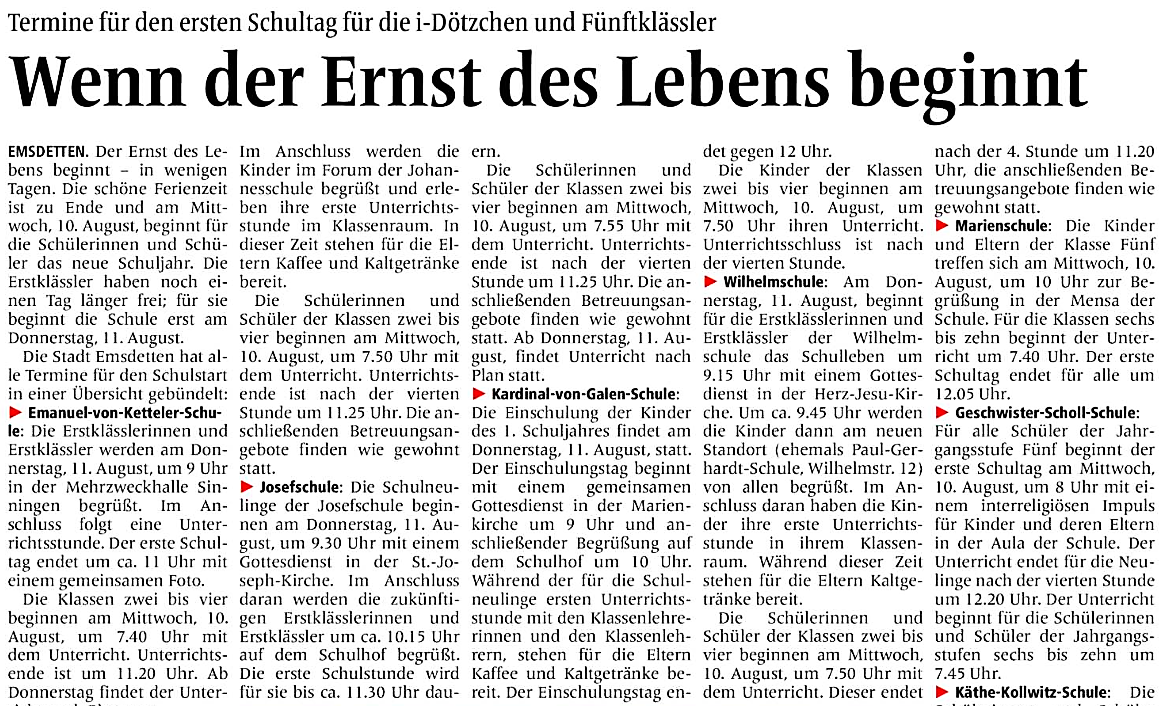 Termine für den ersten Schultag für die i-Dötzchen und Fünftklässler
Wenn der Ernst des Lebens beginnt
EMSDETTEN. Der Ernst des Le-
bens beginnt – in wenigen
Tagen. Die schöne Ferienzeit
ist zu Ende und am Mitt-
woch, 10. August, beginnt für
die Schülerinnen und Schü-
ler das neue Schuljahr. Die
Erstklässler haben noch ei-
nen Tag länger frei; für sie
beginnt die Schule erst am
Donnerstag, 11. August.
Die Stadt Emsdetten hat al-
le Termine für den Schulstart
in einer Übersicht gebündelt:
► Emanuel-von-Ketteler-Schu-
le: Die Erstklässlerinnen und
Erstklässler werden am Don-
nerstag, 11. August, um 9 Uhr
in der Mehrzweckhalle Sin-
ningen begrüßt. Im An-
schluss folgt eine Unter-
richtsstunde. Der erste Schul-
tag endet um ca. 11 Uhr mit
einem gemeinsamen Foto.
Die Klassen zwei bis vier
beginnen am Mittwoch, 10.
August, um 7.40 Uhr mit
dem Unterricht. Unterrichts-
ende ist um 11.20 Uhr. Ab
Donnerstag findet der Unter-
Im Anschluss werden die
Kinder im Forum der Johan-
nesschule begrüßt und erle-
ben ihre erste Unterrichts-
stunde im Klassenraum. In
dieser Zeit stehen für die El-
tern Kaffee und Kaltgetränke
bereit.
Die Schülerinnen und
Schüler der Klassen zwei bis
vier beginnen am Mittwoch,
10. August, um 7.50 Uhr mit
dem Unterricht. Unterrichts-
ende ist nach der vierten
Stunde um 11.25 Uhr. Die an-
schließenden Betreuungsan-
gebote finden wie gewohnt
statt.
► Josefschule: Die Schulneu-
linge der Josefschule begin-
nen am Donnerstag, 11. Au-
gust, um 9.30 Uhr mit einem
Gottesdienst in der St.-Jo-
seph-Kirche. Im Anschluss
daran werden die zukünfti-
gen Erstklässlerinnen und
Erstklässler um ca. 10.15 Uhr
auf dem Schulhof begrüßt.
Die erste Schulstunde wird
für sie bis ca. 11.30 Uhr dau-
ern.
Die Schülerinnen und
Schüler der Klassen zwei bis
vier beginnen am Mittwoch,
10. August, um 7.55 Uhr mit
dem Unterricht. Unterrichts-
ende ist nach der vierten
Stunde um 11.25 Uhr. Die an-
schließenden Betreuungsan-
gebote finden wie gewohnt
statt. Ab Donnerstag, 11. Au-
gust, findet Unterricht nach
Plan statt.
► Kardinal-von-Galen-Schule:
Die Einschulung der Kinder
des 1. Schuljahres findet am
Donnerstag, 11. August, statt.
Der Einschulungstag beginnt
mit einem gemeinsamen
Gottesdienst in der Marien-
kirche um 9 Uhr und an-
schließender Begrüßung auf
dem Schulhof um 10 Uhr.
Während der für die Schul-
neulinge ersten Unterrichts-
stunde mit den Klassenlehre-
rinnen und den Klassenleh-
rern, stehen für die Eltern
Kaffee und Kaltgetränke be-
reit. Der Einschulungstag en-
det gegen 12 Uhr.
Die Kinder der Klassen
zwei bis vier beginnen am
Mittwoch, 10. August, um
7.50 Uhr ihren Unterricht.
Unterrichtsschluss ist nach
der vierten Stunde.
► Wilhelmschule: Am Don-
nerstag, 11. August, beginnt
für die Erstklässlerinnen und
Erstklässler der Wilhelm-
schule das Schulleben um
9.15 Uhr mit einem Gottes-
dienst in der Herz-Jesu-Kir-
che. Um ca. 9.45 Uhr werden
die Kinder dann am neuen
Standort (ehemals Paul-Ger-
hardt-Schule, Wilhelmstr. 12)
von allen begrüßt. Im An-
schluss daran haben die Kin-
der ihre erste Unterrichts-
stunde in ihrem Klassen-
raum. Während dieser Zeit
stehen für die Eltern Kaltge-
tränke bereit.
Die Schülerinnen und
Schüler der Klassen zwei bis
vier beginnen am Mittwoch,
10. August, um 7.50 Uhr mit
dem Unterricht. Dieser endet
nach der 4. Stunde um 11.20
Uhr, die anschließenden Be-
treuungsangebote finden wie
gewohnt statt.
► Marienschule: Die Kinder
und Eltern der Klasse Fünf
treffen sich am Mittwoch, 10.
August, um 10 Uhr zur Be-
grüßung in der Mensa der
Schule. Für die Klassen sechs
bis zehn beginnt der Unter-
richt um 7.40 Uhr. Der erste
Schultag endet für alle um
12.05 Uhr.
► Geschwister-Scholl-Schule:
Für alle Schüler der Jahr-
gangsstufe Fünf beginnt der
erste Schultag am Mittwoch,
10. August, um 8 Uhr mit ei-
nem interreligiösen Impuls
für Kinder und deren Eltern
in der Aula der Schule. Der
Unterricht endet für die Neu-
linge nach der vierten Stunde
um 12.20 Uhr. Der Unterricht
beginnt für die Schülerinnen
und Schüler der Jahrgangs-
stufen sechs bis zehn um
7.45 Uhr.
► Käthe-Kollwitz-Schule: Die